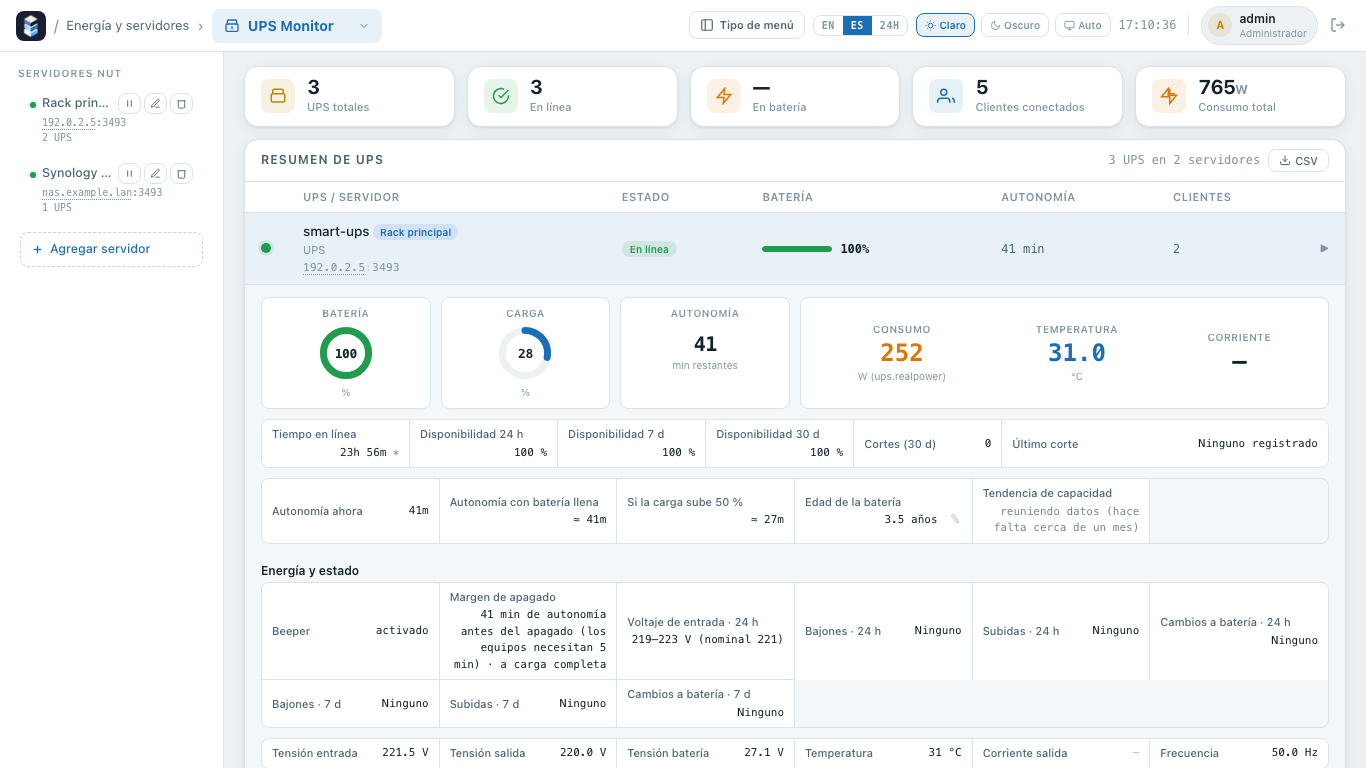 / Energía y servidores › UPS Monitor
Tipo de menú
EN ES 24H
Claro
Oscuro
Auto
17:10:36
A
admin
Administrador
SERVIDORES NUT
Rack prin...
192.0.2.5:3493
2 UPS
Synology ...
nas.example.lan:3493
1 UPS
+ Agregar servidor
3
UPS totales
3
En línea
—
En batería
5
Clientes conectados
765W
Consumo total
RESUMEN DE UPS
3 UPS en 2 servidores
CSV
UPS / SERVIDOR ESTADO BATERÍA AUTONOMÍA CLIENTES
smart-ups Rack principal
UPS
192.0.2.5:3493
En línea
100%
41 min
2
BATERÍA
100
%
CARGA
28
%
AUTONOMÍA
41
min restantes
CONSUMO
252
W (ups.realpower)
TEMPERATURA
31.0
°C
CORRIENTE
—
Tiempo en línea
23h 56m *
Disponibilidad 24 h
100 %
Disponibilidad 7 d
100 %
Disponibilidad 30 d
100 %
Cortes (30 d) 0
Último corte Ninguno registrado
Autonomía ahora 41m
Autonomía con batería llena
≈ 41m
Si la carga sube 50 %
≈ 27m
Edad de la batería
3.5 años ✎
Tendencia de capacidad
reuniendo datos (hace
falta cerca de un mes)
Energía y estado
Beeper activado
Margen de apagado
41 min de autonomía
antes del apagado (los
equipos necesitan 5
min) · a carga completa
Voltaje de entrada · 24 h
219–223 V (nominal 221)
Bajones · 24 h Ninguno
Subidas · 24 h Ninguno
Cambios a batería · 24 h
Ninguno
Bajones · 7 d Ninguno
Subidas · 7 d Ninguno
Cambios a batería · 7 d
Ninguno
Tensión entrada 221.5 V
Tensión salida 220.0 V
Tensión batería 27.1 V
Temperatura 31 °C
Corriente salida —
Frecuencia 50.0 Hz